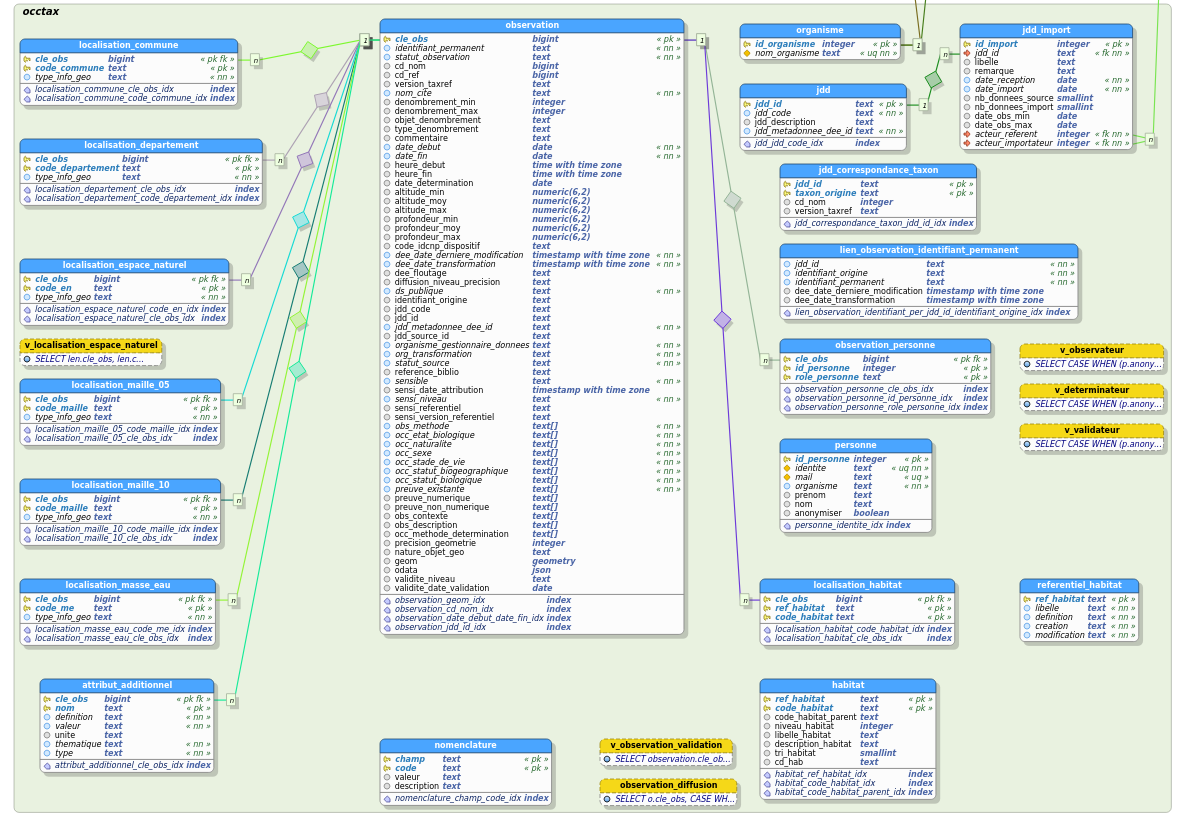 occtax
localisation_commune
cle_obs bigint « pk fk »
code_commune text « pk »
type_info_geo text « nn »
localisation_commune_cle_obs_idx index
localisation_commune_code_commune_idx index
n
1
localisation_departement
cle_obs bigint « pk fk »
code_departement text « pk »
type_info_geo text « nn »
localisation_departement_cle_obs_idx index
localisation_departement_code_departement_idx index
n
localisation_espace_naturel
cle_obs bigint « pk fk »
code_en text « pk »
type_info_geo text « nn »
localisation_espace_naturel_code_en_idx index
localisation_espace_naturel_cle_obs_idx index
n
v_localisation_espace_naturel
SELECT len.cle_obs, len.c...
localisation_maille_05
cle_obs bigint « pk fk »
code_maille text « pk »
type_info_geo text « nn »
localisation_maille_05_code_maille_idx index
localisation_maille_05_cle_obs_idx index
n
localisation_maille_10
cle_obs bigint « pk fk »
code_maille text « pk »
type_info_geo text « nn »
localisation_maille_10_code_maille_idx index
localisation_maille_10_cle_obs_idx index
n
localisation_masse_eau
cle_obs bigint « pk fk »
code_me text « pk »
type_info_geo text « nn »
localisation_masse_eau_code_me_idx index
localisation_masse_eau_cle_obs_idx index
n
attribut_additionnel
cle_obs bigint « pk fk »
nom text « pk »
definition text « nn »
valeur text « nn »
unite text
thematique text « nn »
type text « nn »
attribut_additionnel_cle_obs_idx index
n
observation
cle_obs bigint « pk »
identifiant_permanent text « nn »
statut_observation text « nn »
cd_nom bigint
cd_ref bigint
version_taxref text
nom_cite text « nn »
denombrement_min integer
denombrement_max integer
objet_denombrement text
type_denombrement text
commentaire text
date_debut date « nn »
date_fin date « nn »
heure_debut time with time zone
heure_fin time with time zone
date_determination date
altitude_min numeric(6,2)
altitude_moy numeric(6,2)
altitude_max numeric(6,2)
profondeur_min numeric(6,2)
profondeur_moy numeric(6,2)
profondeur_max numeric(6,2)
code_idcnp_dispositif text
dee_date_derniere_modification timestamp with time zone « nn »
dee_date_transformation timestamp with time zone « nn »
dee_floutage text
diffusion_niveau_precision text
ds_publique text « nn »
identifiant_origine text
jdd_code text
jdd_id text
jdd_metadonnee_dee_id text « nn »
jdd_source_id text
organisme_gestionnaire_donnees text « nn »
org_transformation text « nn »
statut_source text « nn »
reference_biblio text
sensible text « nn »
sensi_date_attribution timestamp with time zone
sensi_niveau text « nn »
sensi_referentiel text
sensi_version_referentiel text
obs_methode text[] « nn »
occ_etat_biologique text[] « nn »
occ_naturalite text[] « nn »
occ_sexe text[] « nn »
occ_stade_de_vie text[] « nn »
occ_statut_biogeographique text[] « nn »
occ_statut_biologique text[] « nn »
preuve_existante text[] « nn »
preuve_numerique text[]
preuve_non_numerique text[]
obs_contexte text[]
obs_description text[]
occ_methode_determination text[]
precision_geometrie integer
nature_objet_geo text
geom geometry
odata json
validite_niveau text
validite_date_validation date
observation_geom_idx index
observation_cd_nom_idx index
observation_date_debut_date_fin_idx index
observation_jdd_id_idx index
1
nomenclature
champ text « pk »
code text « pk »
valeur text
description text
nomenclature_champ_code_idx index
v_observation_validation
SELECT observation.cle_ob...
observation_diffusion
SELECT o.cle_obs, CASE WH...
organisme
id_organisme integer « pk »
nom_organisme text « uq nn »
1
jdd
jdd_id text « pk »
jdd_code text « nn »
jdd_description text
jdd_metadonnee_dee_id text « nn »
jdd_jdd_code_idx index
1
n
jdd_import
id_import integer « pk »
jdd_id text « fk nn »
libelle text
remarque text
date_reception date « nn »
date_import date « nn »
nb_donnees_source smallint
nb_donnees_import smallint
date_obs_min date
date_obs_max date
acteur_referent integer « fk nn »
acteur_importateur integer « fk nn »
n
jdd_correspondance_taxon
jdd_id text « pk »
taxon_origine text « pk »
cd_nom integer
version_taxref text
jdd_correspondance_taxon_jdd_id_idx index
lien_observation_identifiant_permanent
jdd_id text « nn »
identifiant_origine text « nn »
identifiant_permanent text « nn »
dee_date_derniere_modification timestamp with time zone
dee_date_transformation timestamp with time zone
lien_observation_identifiant_per_jdd_id_identifiant_origine_idx index
observation_personne
cle_obs bigint « pk fk »
id_personne integer « pk »
role_personne text « pk »
observation_personne_cle_obs_idx index
observation_personne_id_personne_idx index
observation_personne_role_personne_idx index
n
v_observateur
SELECT CASE WHEN (p.anony...
v_determinateur
SELECT CASE WHEN (p.anony...
v_validateur
SELECT CASE WHEN (p.anony...
personne
id_personne integer « pk »
identite text « uq nn »
mail text « uq »
organisme text « nn »
prenom text
nom text
anonymiser boolean
personne_identite_idx index
localisation_habitat
cle_obs bigint « pk fk »
ref_habitat text « pk »
code_habitat text « pk »
localisation_habitat_code_habitat_idx index
localisation_habitat_cle_obs_idx index
n
referentiel_habitat
ref_habitat text « pk »
libelle text « nn »
definition text « nn »
creation text « nn »
modification text « nn »
habitat
ref_habitat text « pk »
code_habitat text « pk »
code_habitat_parent text
niveau_habitat integer
libelle_habitat text
description_habitat text
tri_habitat smallint
cd_hab text
habitat_ref_habitat_idx index
habitat_code_habitat_idx index
habitat_code_habitat_parent_idx index